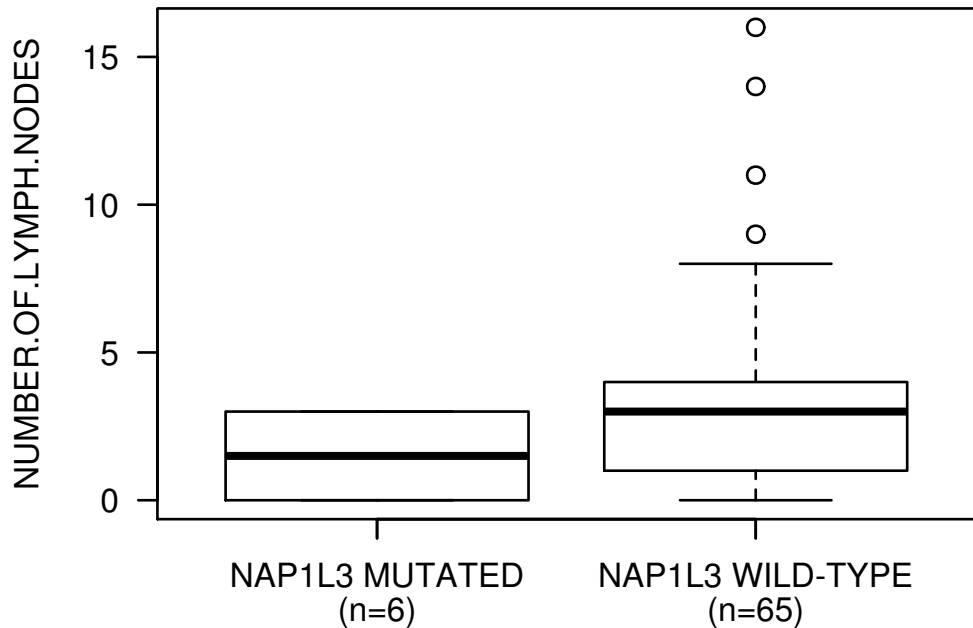 NUMBER.OF.LYMPH.NODES
15
10
5
0
NAP1L3 MUTATED
(n=6)
NAP1L3 WILD-TYPE
(n=65)